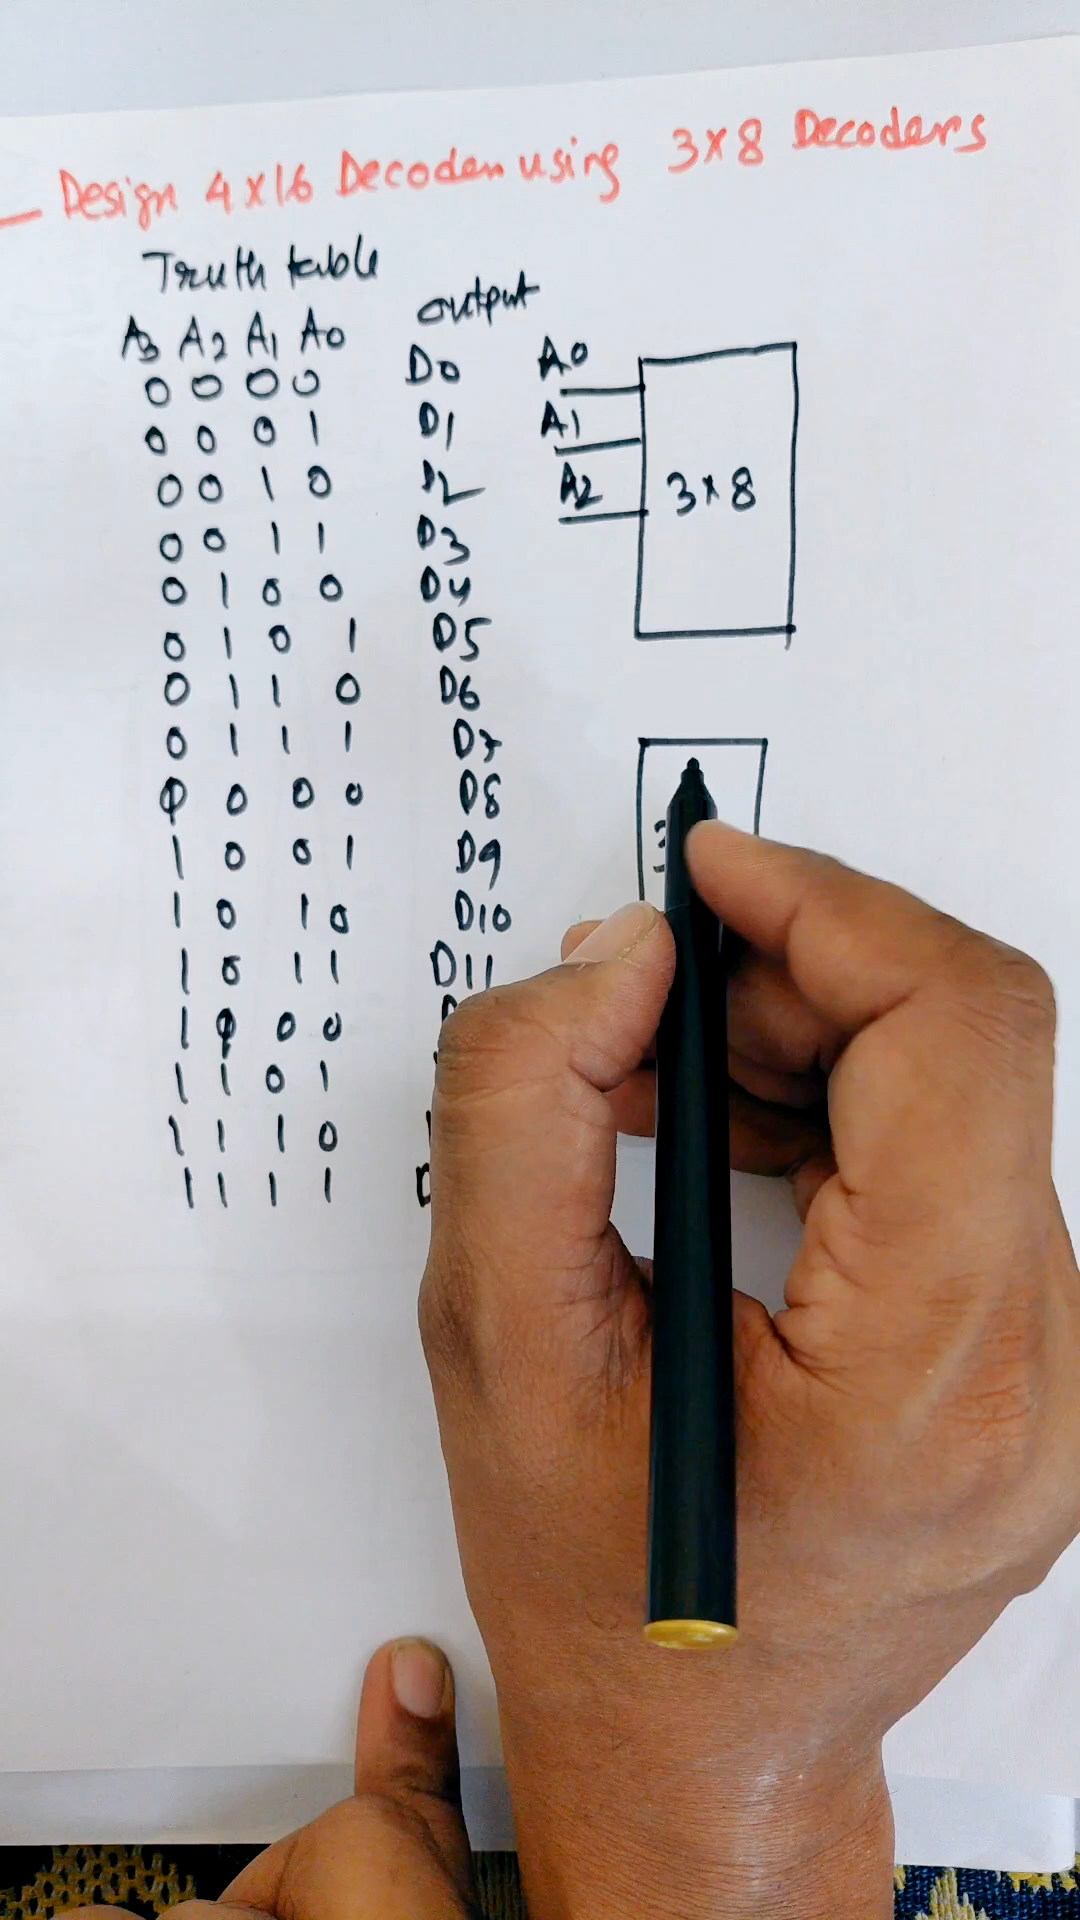 Design 4x16 Decoder using 3x8 Decoders
Truth table
output
A3 A2 A1 A0
0 0 0 0 D0
0 0 0 1 D1
0 0 1 0 D2
0 0 1 1 D3
0 1 0 0 D4
0 1 0 1 D5
0 1 1 0 D6
0 1 1 1 D7
1 0 0 0 D8
1 0 0 1 D9
1 0 1 0 D10
1 0 1 1 D11
1 1 0 0
1 1 0 1
1 1 1 0
1 1 1 1
A0
A1
A2
3x8